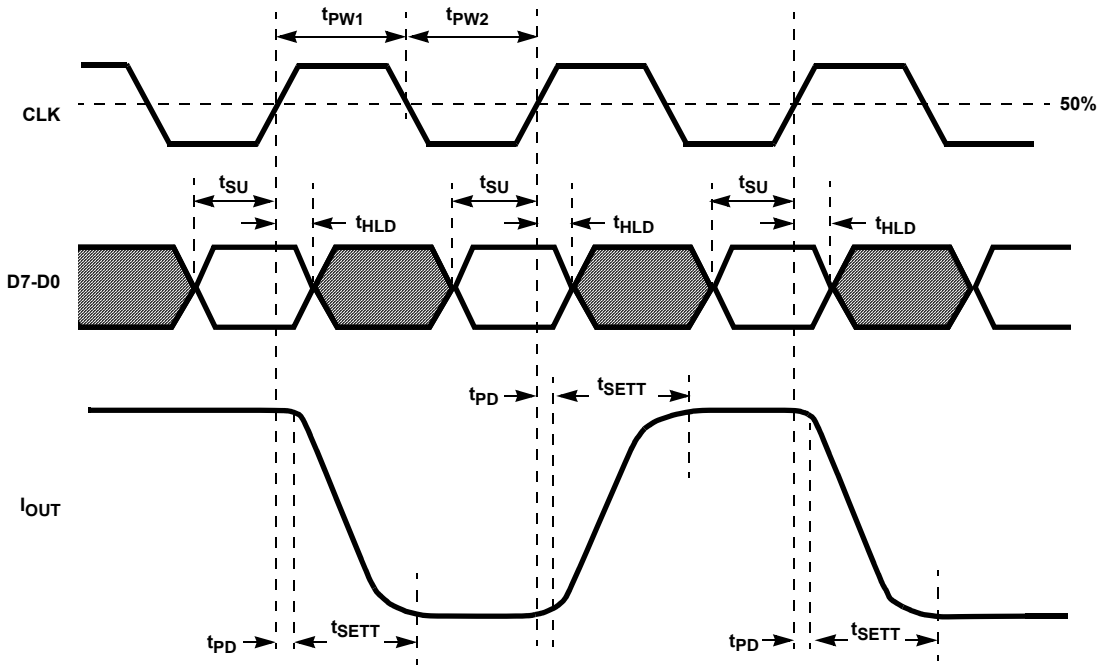 tPW1 tPW2
CLK
50%
tSU tSU tSU
tHLD tHLD tHLD
D7-D0
tPD tSETT
IOUT
tPD tSETT tPD tSETT